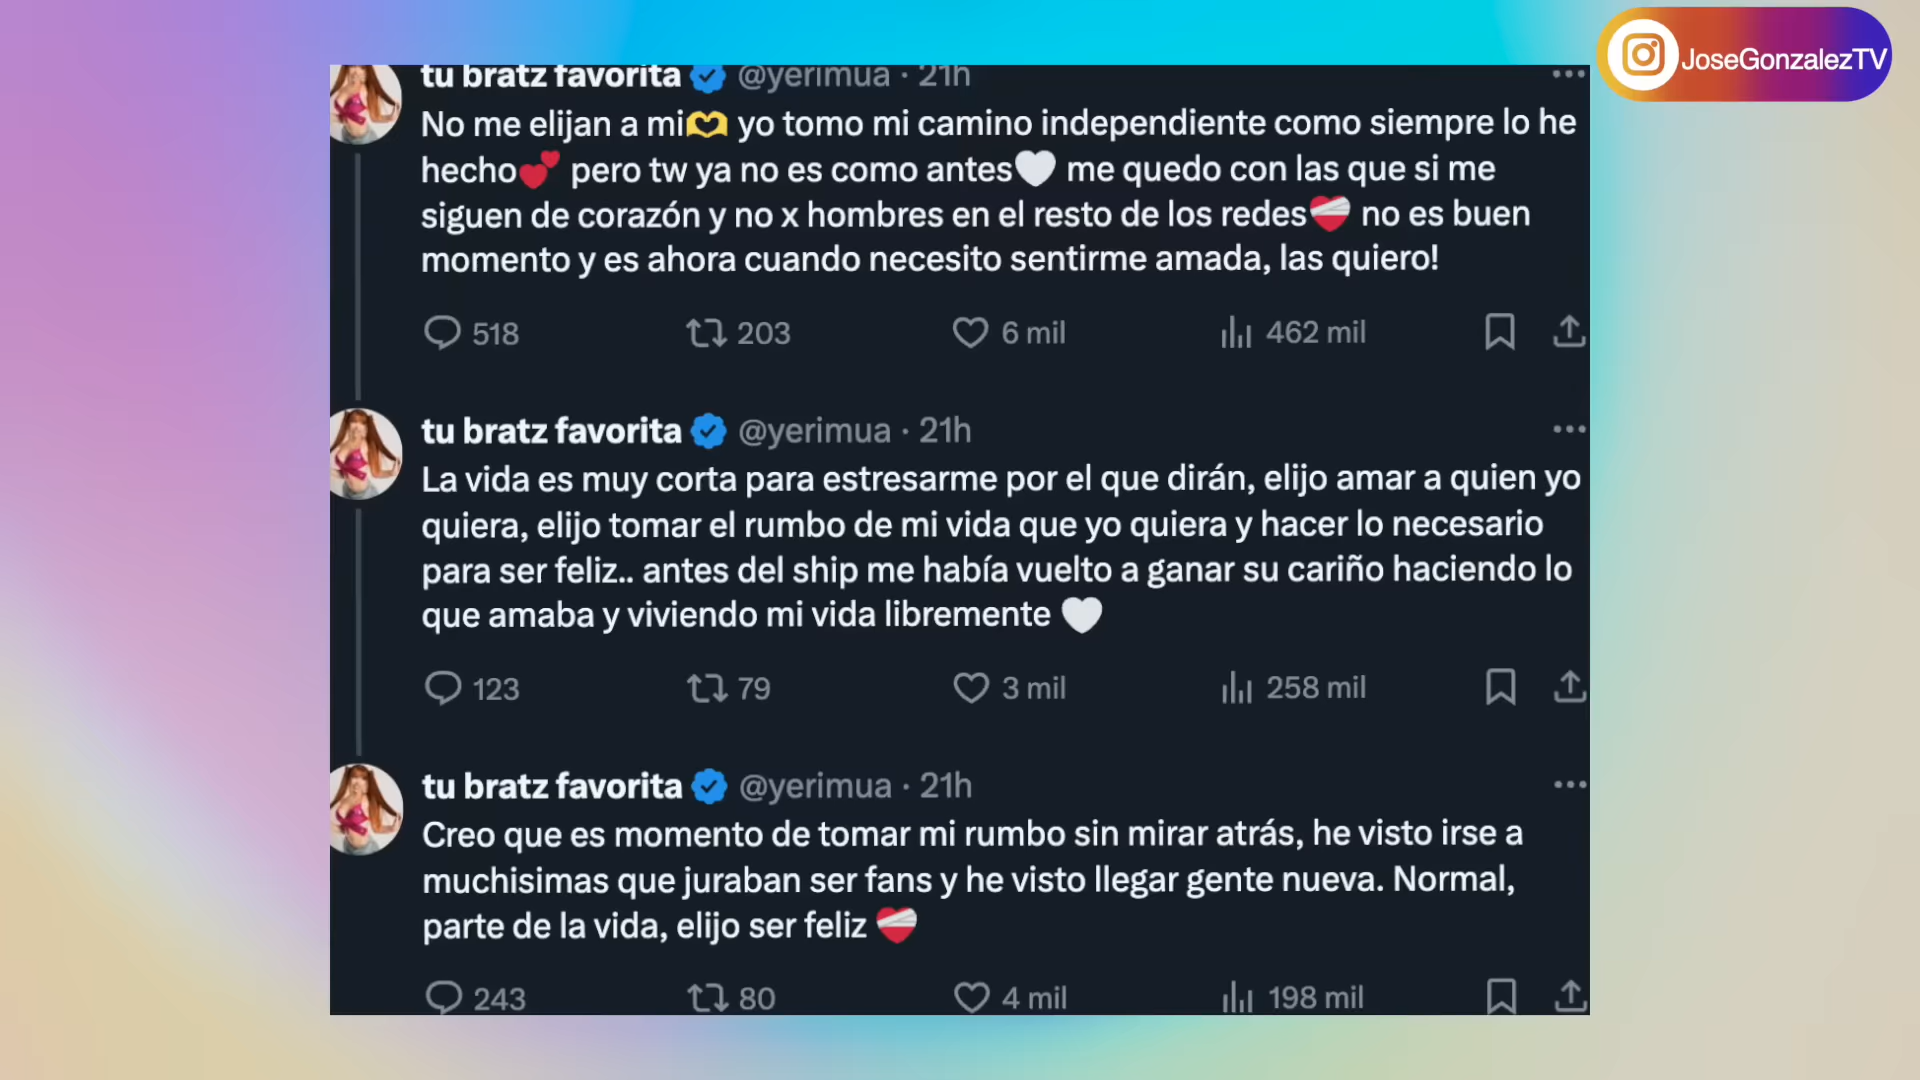 JoseGonzalezTV
tu bratz favorita @yerimua · 21h
No me elijan a mi🫶 yo tomo mi camino independiente como siempre lo he
hecho💕 pero tw ya no es como antes🤍 me quedo con las que si me
siguen de corazón y no x hombres en el resto de los redes❤️‍🩹 no es buen
momento y es ahora cuando necesito sentirme amada, las quiero!
518 203 6 mil 462 mil
tu bratz favorita @yerimua · 21h
La vida es muy corta para estresarme por el que dirán, elijo amar a quien yo
quiera, elijo tomar el rumbo de mi vida que yo quiera y hacer lo necesario
para ser feliz.. antes del ship me había vuelto a ganar su cariño haciendo lo
que amaba y viviendo mi vida libremente 🤍
123 79 3 mil 258 mil
tu bratz favorita @yerimua · 21h
Creo que es momento de tomar mi rumbo sin mirar atrás, he visto irse a
muchisimas que juraban ser fans y he visto llegar gente nueva. Normal,
parte de la vida, elijo ser feliz ❤️‍🩹
243 80 4 mil 198 mil